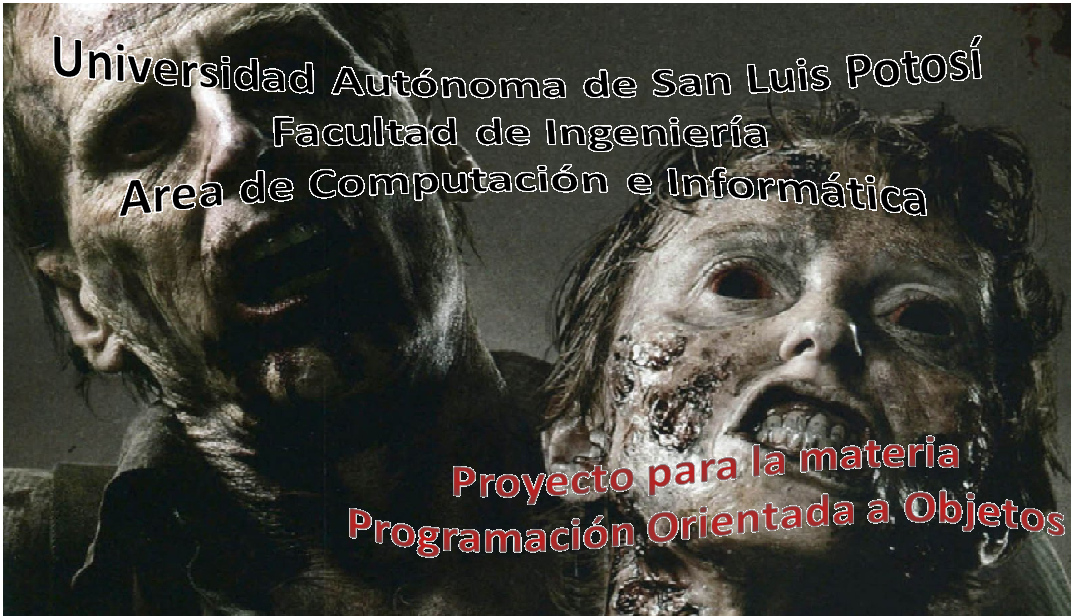 Universidad Autónoma de San Luis Potosí
Facultad de Ingeniería
Area de Computación e Informática
Proyecto para la materia
Programación Orientada a Objetos